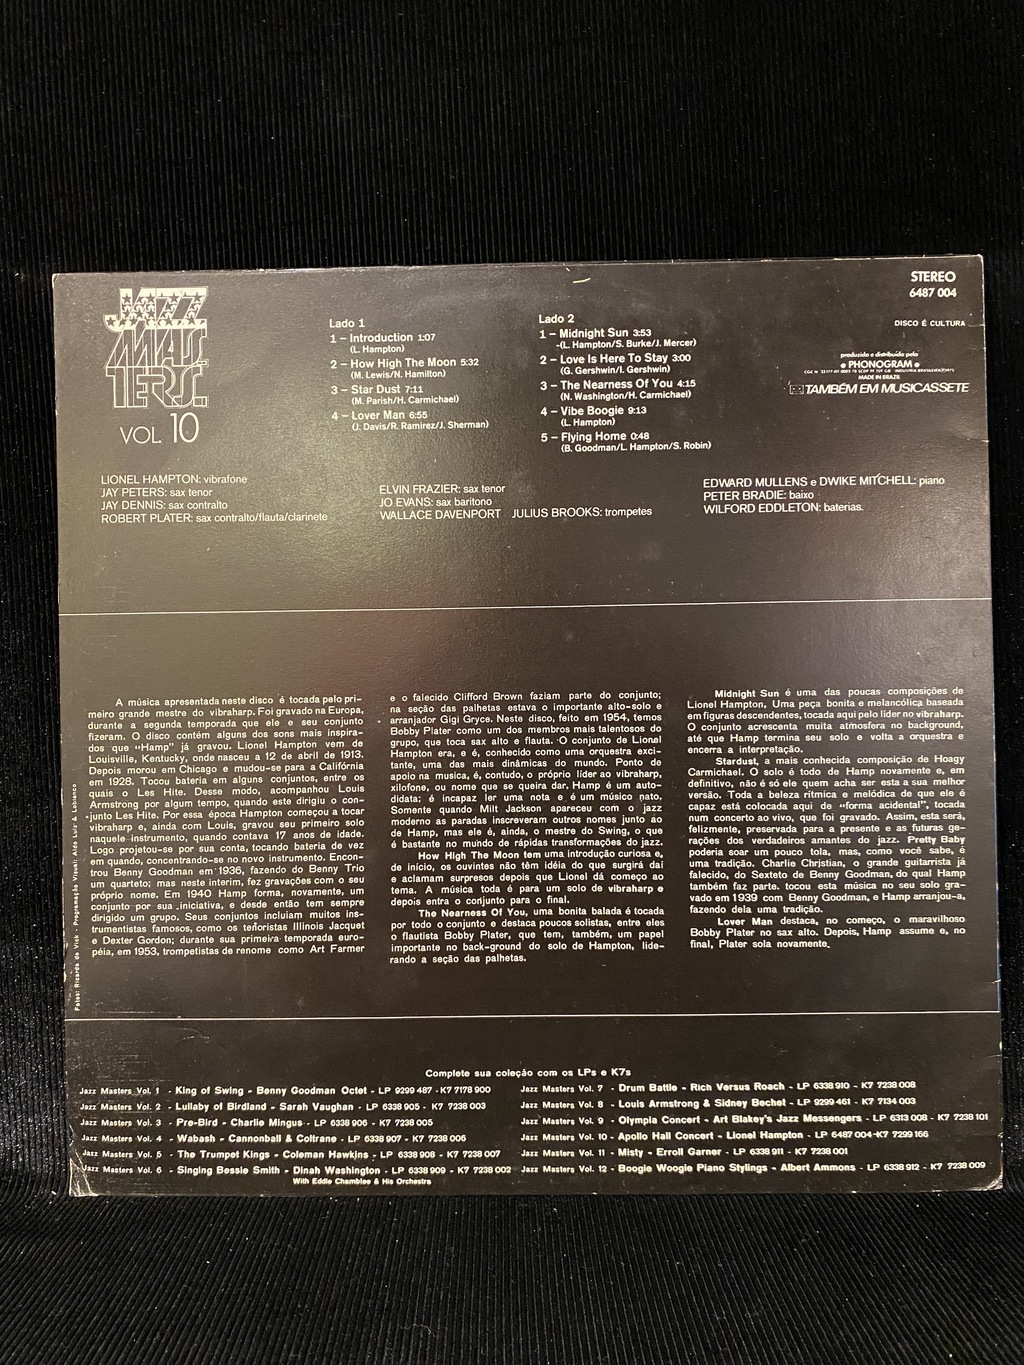 JAZZ
MASTERS
VOL. 10
STEREO
6487 004
DISCO É CULTURA
produzido e distribuído pela
PHONOGRAM
MADE IN BRAZIL
TAMBÉM EM MUSICASSETE
Lado 1
1 – Introduction 1:07
(L. Hampton)
2 – How High The Moon 5:32
(M. Lewis/N. Hamilton)
3 – Star Dust 7:11
(M. Parish/H. Carmichael)
4 – Lover Man 6:55
(J. Davis/R. Ramirez/J. Sherman)
Lado 2
1 – Midnight Sun 3:53
-(L. Hampton/S. Burke/J. Mercer)
2 – Love Is Here To Stay 3:00
(G. Gershwin/I. Gershwin)
3 – The Nearness Of You 4:15
(N. Washington/H. Carmichael)
4 – Vibe Boogie 9:13
(L. Hampton)
5 – Flying Home 0:48
(B. Goodman/L. Hampton/S. Robin)
LIONEL HAMPTON: vibrafone
JAY PETERS: sax tenor
JAY DENNIS: sax contralto
ROBERT PLATER: sax contralto/flauta/clarinete
ELVIN FRAZIER: sax tenor
JO EVANS: sax baritono
WALLACE DAVENPORT JULIUS BROOKS: trompetes
EDWARD MULLENS e DWIKE MITCHELL: piano
PETER BRADIE: baixo
WILFORD EDDLETON: baterias.
A música apresentada neste disco é tocada pelo pri-
meiro grande mestre do vibraharp. Foi gravado na Europa,
durante a segunda temporada que ele e seu conjunto
fizeram. O disco contém alguns dos sons mais inspira-
dos que "Hamp" já gravou. Lionel Hampton vem de
Louisville, Kentucky, onde nasceu a 12 de abril de 1913.
Depois morou em Chicago e mudou-se para a Califórnia
em 1928. Tocou bateria em alguns conjuntos, entre os
quais o Les Hite. Desse modo, acompanhou Louis
Armstrong por algum tempo, quando este dirigiu o con-
junto Les Hite. Por essa época Hampton começou a tocar
vibraharp e, ainda com Louis, gravou seu primeiro solo
naquele instrumento, quando contava 17 anos de idade.
Logo projetou-se por sua conta, tocando bateria de vez
em quando, concentrando-se no novo instrumento. Encon-
trou Benny Goodman em 1936, fazendo do Benny Trio
um quarteto; mas neste interim, fez gravações com o seu
próprio nome. Em 1940 Hamp forma, novamente, um
conjunto por sua iniciativa, e desde então tem sempre
dirigido um grupo. Seus conjuntos incluiam muitos ins-
trumentistas famosos, como os teñoristas Illinois Jacquet
e Dexter Gordon; durante sua primeira temporada euro-
péia, em 1953, trompetistas de renome como Art Farmer
e o falecido Clifford Brown faziam parte do conjunto;
na seção das palhetas estava o importante alto-solo e
arranjador Gigi Gryce. Neste disco, feito em 1954, temos
Bobby Plater como um dos membros mais talentosos do
grupo, que toca sax alto e flauta. O conjunto de Lionel
Hampton era, e é, conhecido como uma orquestra exci-
tante, uma das mais dinâmicas do mundo. Ponto de
apoio na musica, é, contudo, o próprio líder ao vibraharp,
xilofone, ou nome que se queira dar. Hamp é um auto-
didata; é incapaz ler uma nota e é um músico nato.
Somente quando Milt Jackson apareceu com o jazz
moderno as paradas inscreveram outros nomes junto ao
de Hamp, mas ele é, ainda, o mestre do Swing, o que
é bastante no mundo de rápidas transformações do jazz.
How High The Moon tem uma introdução curiosa e,
de início, os ouvintes não têm idéia do que surgirá daí
e aclamam surpresos depois que Lionel dá começo ao
tema. A música toda é para um solo de vibraharp e
depois entra o conjunto para o final.
The Nearness Of You, uma bonita balada é tocada
por todo o conjunto e destaca poucos solistas, entre eles
o flautista Bobby Plater, que tem, também, um papel
importante no back-ground do solo de Hampton, lide-
rando a seção das palhetas.
Midnight Sun é uma das poucas composições de
Lionel Hampton. Uma peça bonita e melancólica baseada
em figuras descendentes, tocada aqui pelo líder no vibraharp.
O conjunto acrescenta muita atmosfera no background,
até que Hamp termina seu solo e volta a orquestra e
encerra a interpretação.
Stardust, a mais conhecida composição de Hoagy
Carmichael. O solo é todo de Hamp novamente e, em
definitivo, não é só ele quem acha ser esta a sua melhor
versão. Toda a beleza rítmica e melódica de que ele é
capaz está colocada aqui de "forma acidental", tocada
num concerto ao vivo, que foi gravado. Assim, esta será,
felizmente, preservada para a presente e as futuras ge-
rações dos verdadeiros amantes do jazz. Pretty Baby
poderia soar um pouco tola, mas, como você sabe, é
uma tradição. Charlie Christian, o grande guitarrista já
falecido, do Sexteto de Benny Goodman, do qual Hamp
também faz parte. tocou esta música no seu solo gra-
vado em 1939 com Benny Goodman, e Hamp arranjou-a,
fazendo dela uma tradição.
Lover Man destaca, no começo, o maravilhoso
Bobby Plater no sax alto. Depois, Hamp assume e, no
final, Plater sola novamente.
Fotos: Ricardo de Vicq - Programação Visual: Aldo Luiz & Lobianco
Complete sua coleção com os LPs e K7s
Jazz Masters Vol. 1 - King of Swing - Benny Goodman Octet - LP 9299 487 - K7 7178 900
Jazz Masters Vol. 2 - Lullaby of Birdland - Sarah Vaughan - LP 6338 905 - K7 7238 003
Jazz Masters Vol. 3 - Pre-Bird - Charlie Mingus - LP 6338 906 - K7 7238 005
Jazz Masters Vol. 4 - Wabash - Cannonball & Coltrane - LP 6338 907 - K7 7238 006
Jazz Masters Vol. 5 - The Trumpet Kings - Coleman Hawkins - LP 6338 908 - K7 7238 007
Jazz Masters Vol. 6 - Singing Bessie Smith - Dinah Washington - LP 6338 909 - K7 7238 002
With Eddie Chamblee & His Orchestra
Jazz Masters Vol. 7 - Drum Battle - Rich Versus Roach - LP 6338 910 - K7 7238 008
Jazz Masters Vol. 8 - Louis Armstrong & Sidney Bechet - LP 9299 461 - K7 7134 003
Jazz Masters Vol. 9 - Olympia Concert - Art Blakey's Jazz Messengers - LP 6313 008 - K7 7238 101
Jazz Masters Vol. 10 - Apollo Hall Concert - Lionel Hampton - LP 6487 004-K7 7299 166
Jazz Masters Vol. 11 - Misty - Erroll Garner - LP 6338 911 - K7 7238 001
Jazz Masters Vol. 12 - Boogie Woogie Piano Stylings - Albert Ammons - LP 6338 912 - K7 7238 009